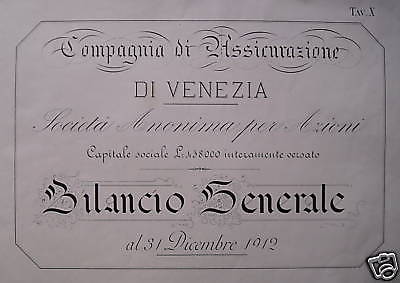 Tav. X
Compagnia di Assicurazione
DI VENEZIA
Società Anonima per Azioni
Capitale sociale L. 458000 interamente versato
Bilancio Generale
al 31 Dicembre 1912